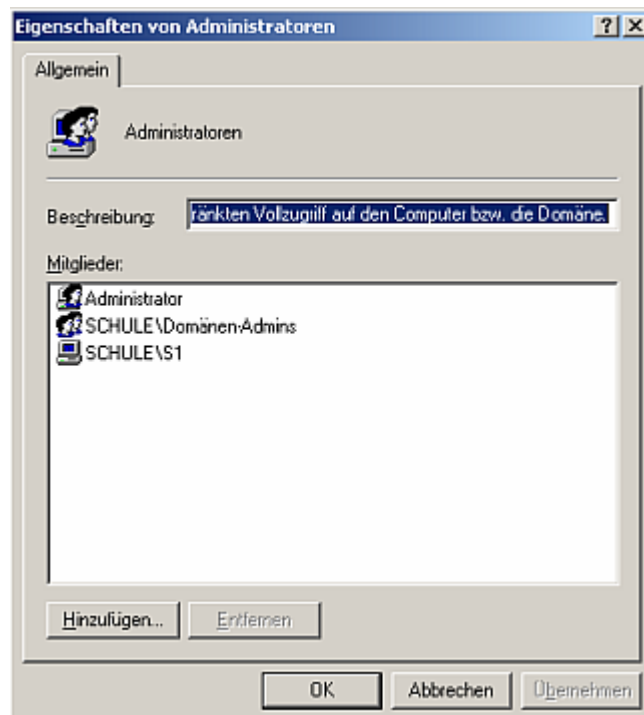 Eigenschaften von Administratoren
Allgemein
Administratoren
Beschreibung: ränkten Vollzugriff auf den Computer bzw. die Domäne.
Mitglieder:
Administrator
SCHULE\Domänen-Admins
SCHULE\S1
Hinzufügen... Entfernen
OK Abbrechen Übernehmen